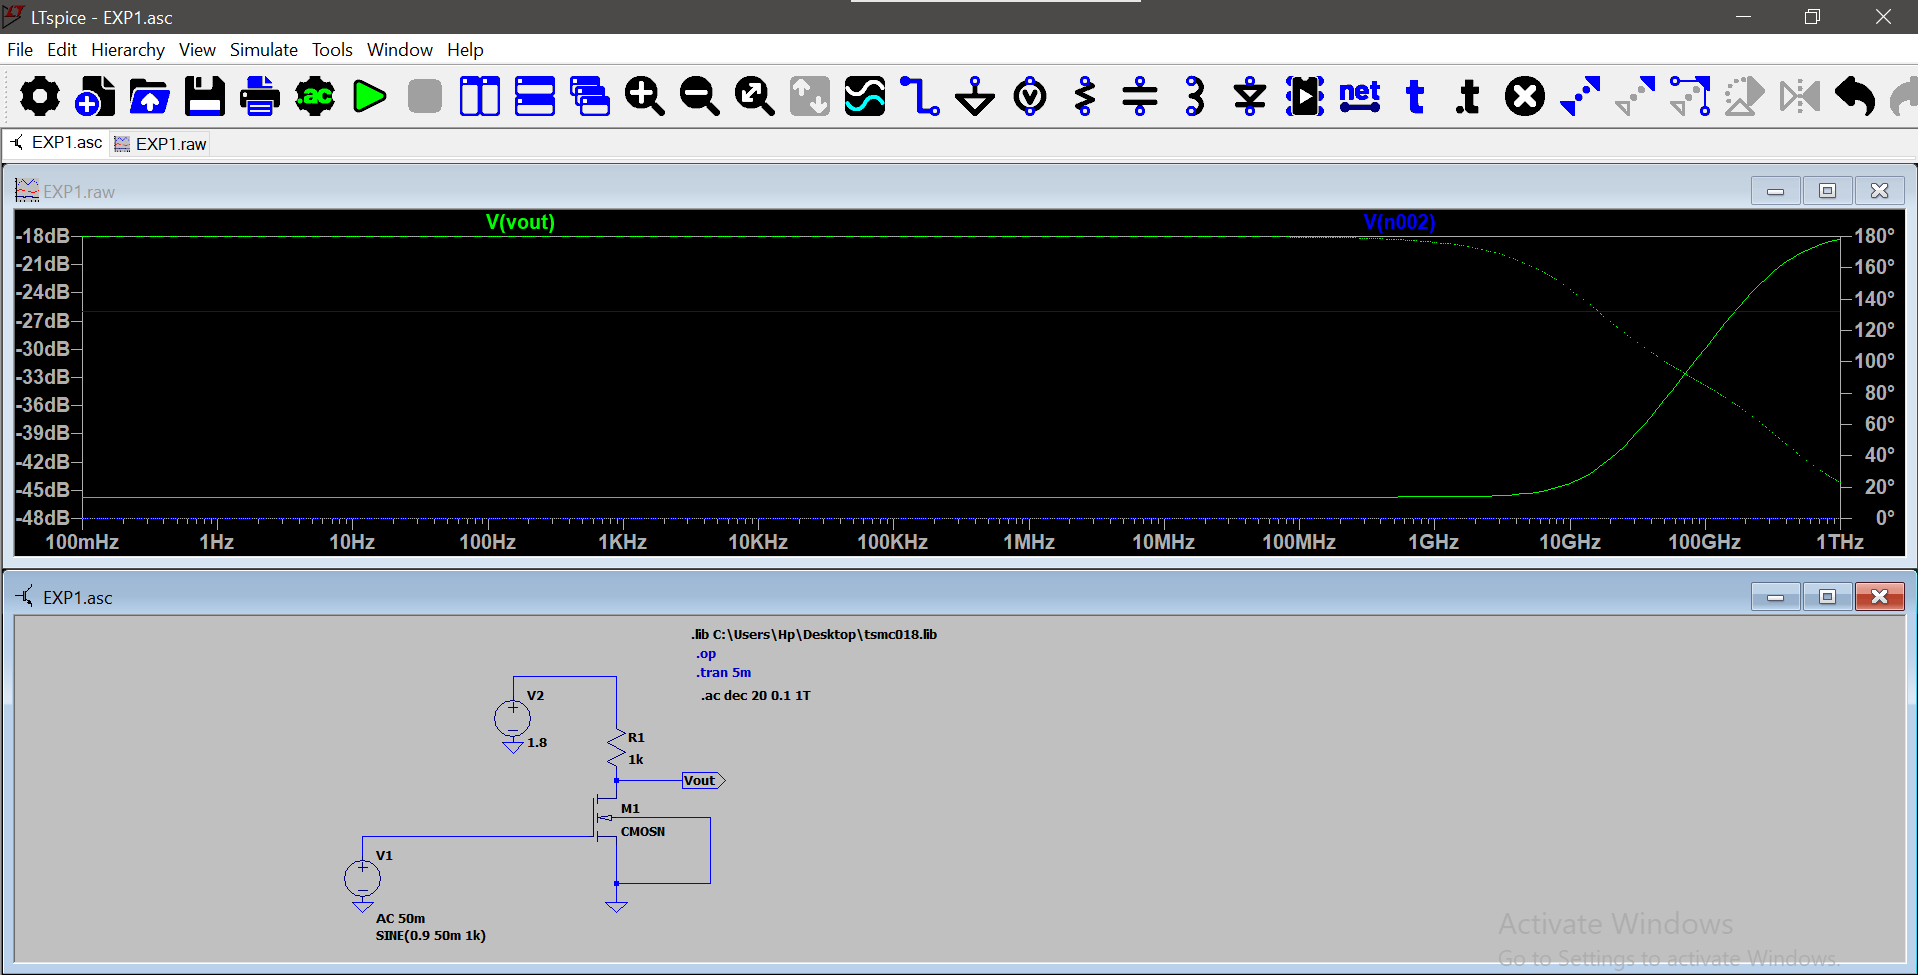 LTspice - EXP1.asc
File Edit Hierarchy View Simulate Tools Window Help
.ac net t .t
EXP1.asc EXP1.raw
EXP1.raw
V(vout) V(n002)
-18dB 180°
-21dB 160°
-24dB 140°
-27dB 120°
-30dB 100°
-33dB 80°
-36dB 60°
-39dB 40°
-42dB 20°
-45dB 0°
-48dB
100mHz 1Hz 10Hz 100Hz 1KHz 10KHz 100KHz 1MHz 10MHz 100MHz 1GHz 10GHz 100GHz 1THz
EXP1.asc
.lib C:\Users\Hp\Desktop\tsmc018.lib
.op
.tran 5m
.ac dec 20 0.1 1T
V2
1.8
R1
1k
Vout
M1
CMOSN
V1
AC 50m
SINE(0.9 50m 1k)
Activate Windows
Go to Settings to activate Windows.